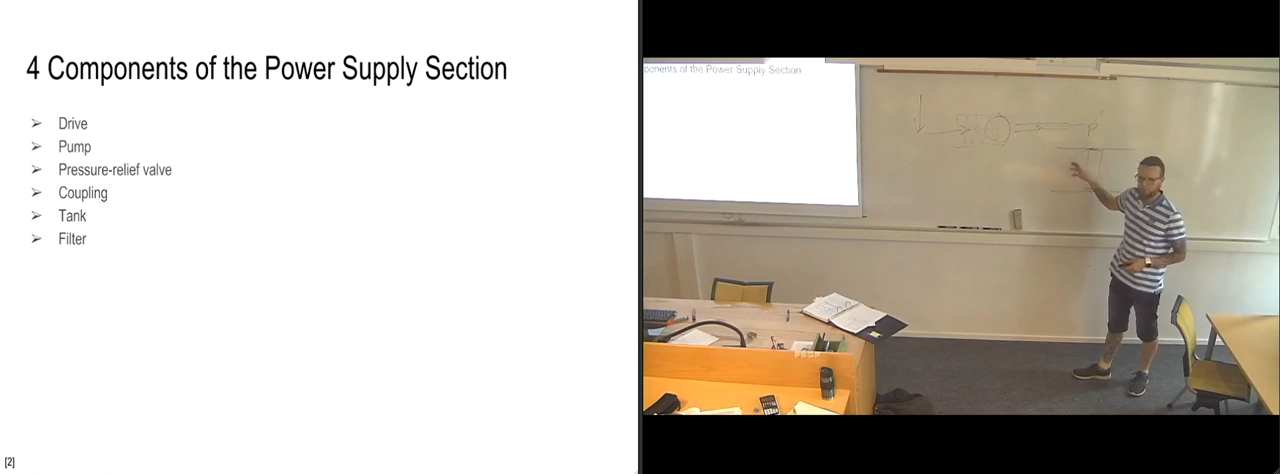 4 Components of the Power Supply Section
➢ Drive
➢ Pump
➢ Pressure-relief valve
➢ Coupling
➢ Tank
➢ Filter
[2]
ponents of the Power Supply Section
P